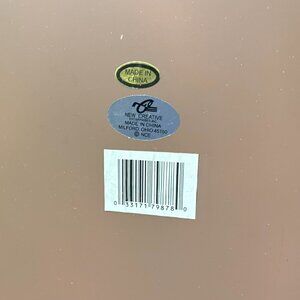 MADE IN
CHINA
NEW CREATIVE
MADE IN CHINA
MILFORD, OHIO 45150
© NCE
0 33171 79878 0